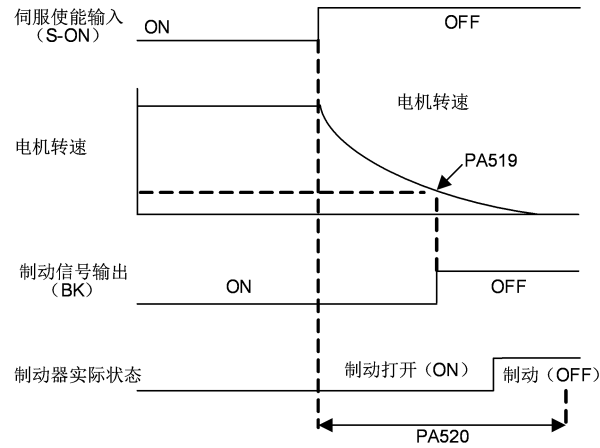 伺服使能输入
（S-ON）
ON
OFF
电机转速
电机转速
PA519
制动信号输出
（BK）
ON
OFF
制动器实际状态
制动打开（ON）
制动（OFF）
PA520